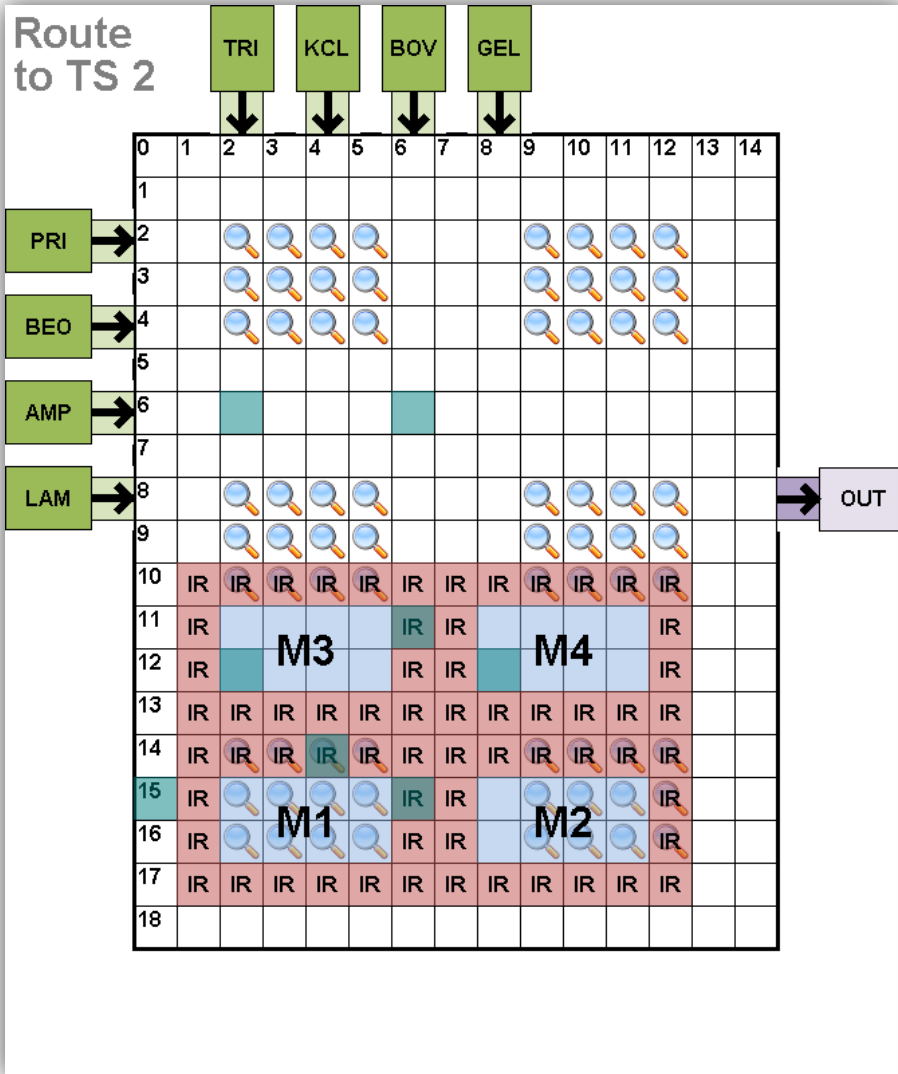 Route
to TS 2
TRI KCL BOV GEL
0 1 2 3 4 5 6 7 8 9 10 11 12 13 14
1
PRI 2
3
BEO 4
5
AMP 6
7
LAM 8 OUT
9
10 IR IR IR IR IR IR IR IR IR IR IR IR
11 IR M3 IR IR M4 IR
12 IR IR IR IR
13 IR IR IR IR IR IR IR IR IR IR IR IR
14 IR IR IR IR IR IR IR IR IR IR IR IR
15 IR M1 IR IR M2 IR
16 IR IR IR IR
17 IR IR IR IR IR IR IR IR IR IR IR IR
18